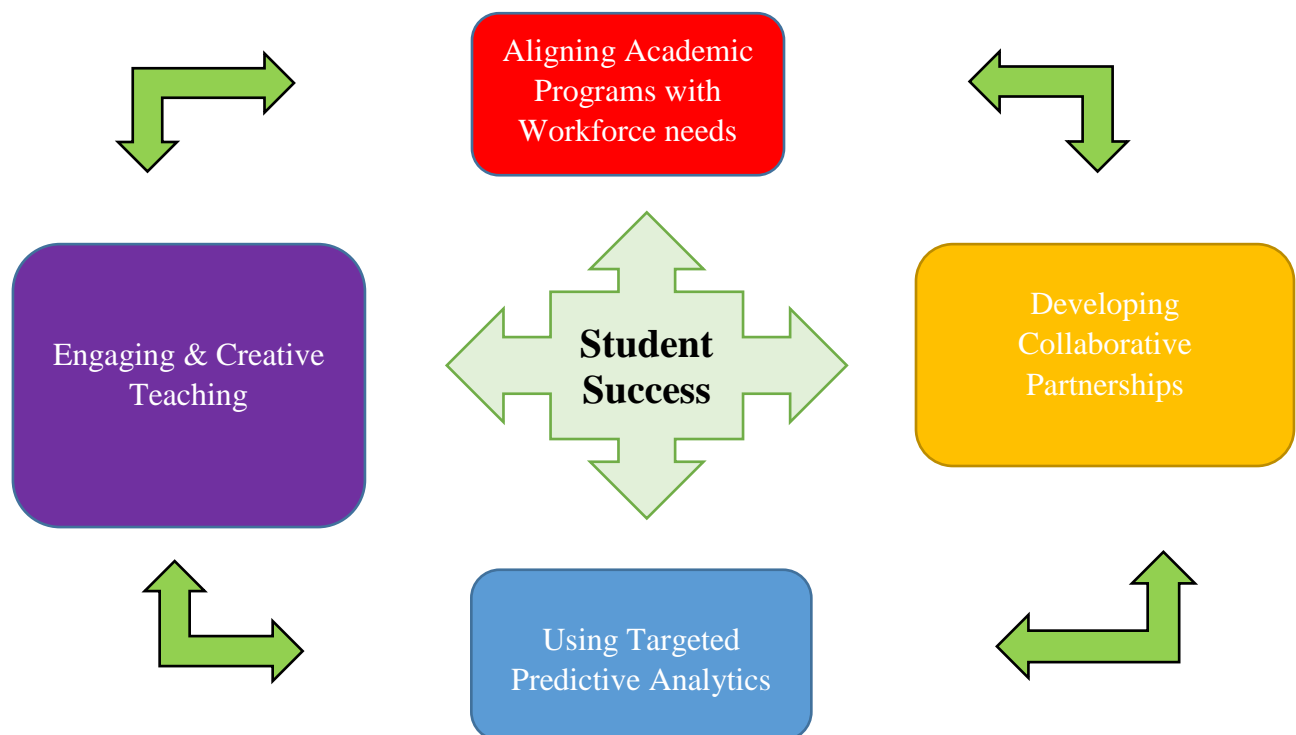 Aligning Academic
Programs with
Workforce needs
Engaging & Creative
Teaching
Student
Success
Developing
Collaborative
Partnerships
Using Targeted
Predictive Analytics